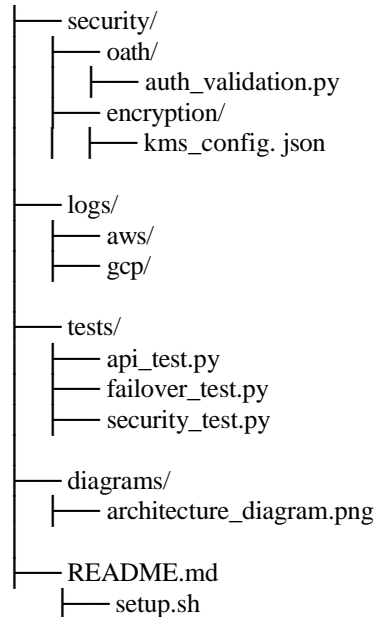 security/
oath/
auth_validation.py
encryption/
kms_config. json
logs/
aws/
gcp/
tests/
api_test.py
failover_test.py
security_test.py
diagrams/
architecture_diagram.png
README.md
setup.sh